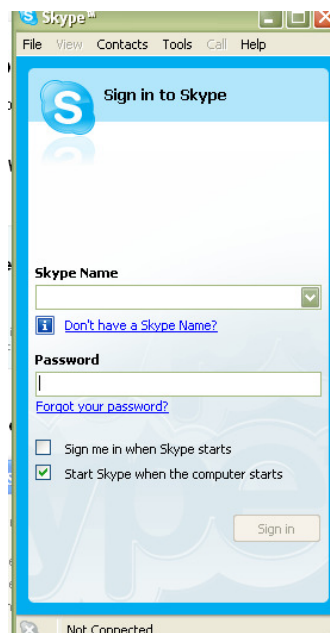 Skype™
File View Contacts Tools Call Help
S Sign in to Skype
Skype Name
Don't have a Skype Name?
Password
Forgot your password?
Sign me in when Skype starts
Start Skype when the computer starts
Sign in
Not Connected